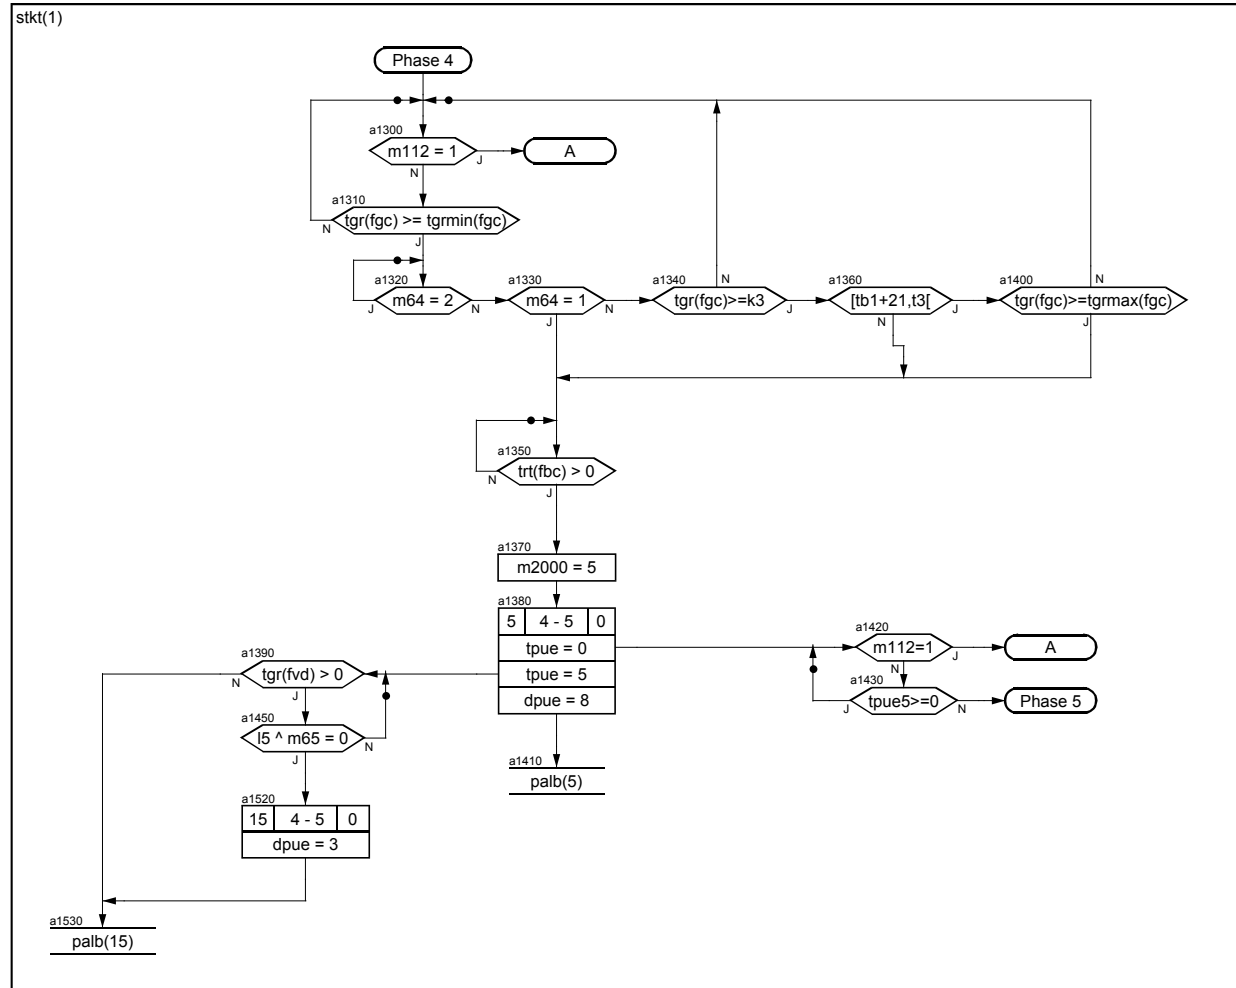 stkt(1)
Phase 4
a1300
m112 = 1
J
A
N
a1310
tgr(fgc) >= tgrmin(fgc)
N
J
a1320
m64 = 2
J
N
a1330
m64 = 1
N
J
a1340
tgr(fgc)>=k3
N
J
a1360
[tb1+21,t3[
N
J
a1400
tgr(fgc)>=tgrmax(fgc)
N
J
a1350
trt(fbc) > 0
N
J
a1370
m2000 = 5
a1380
5 4 - 5 0
tpue = 0
tpue = 5
dpue = 8
a1420
m112=1
J
A
N
a1430
tpue5>=0
J
N
Phase 5
a1390
tgr(fvd) > 0
N
J
a1450
l5 ^ m65 = 0
N
J
a1410
palb(5)
a1520
15 4 - 5 0
dpue = 3
a1530
palb(15)